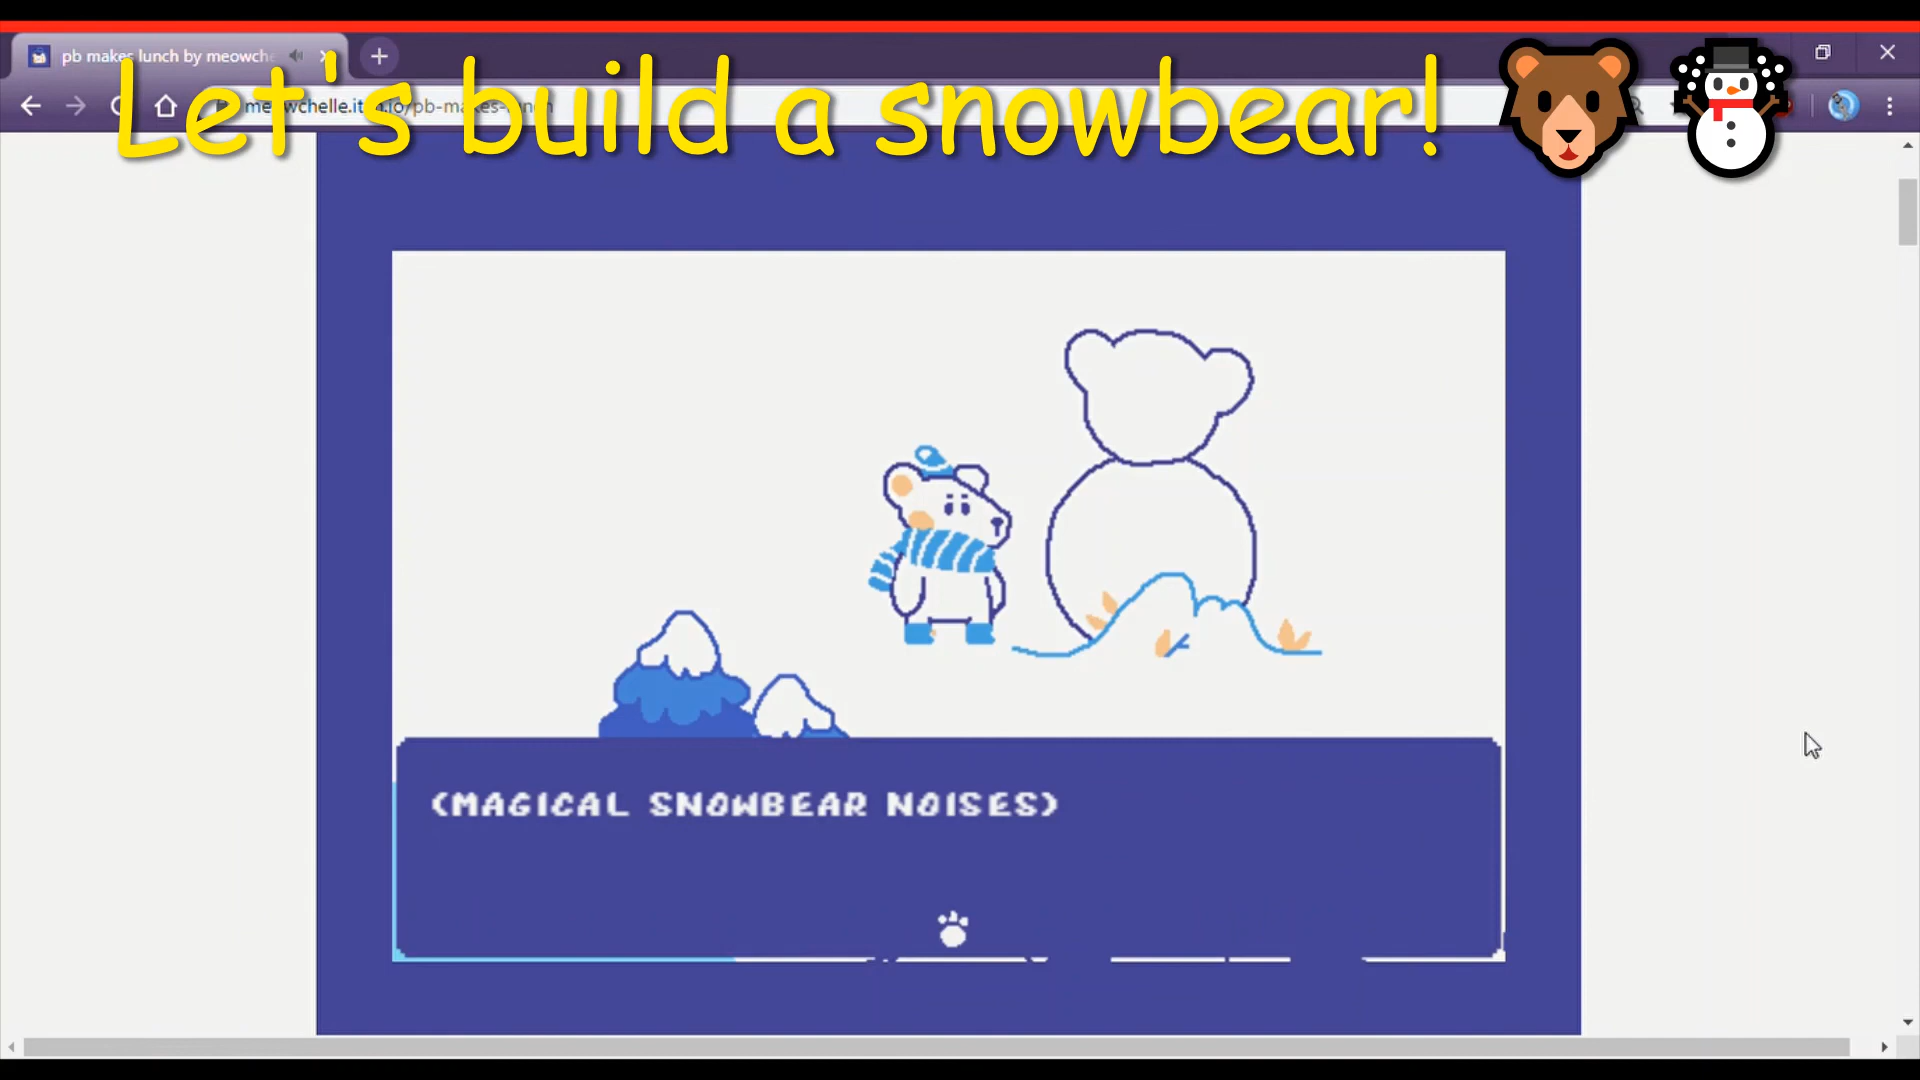 pb makes lunch by meowche
Let's build a snowbear!
(MAGICAL SNOWBEAR NOISES)